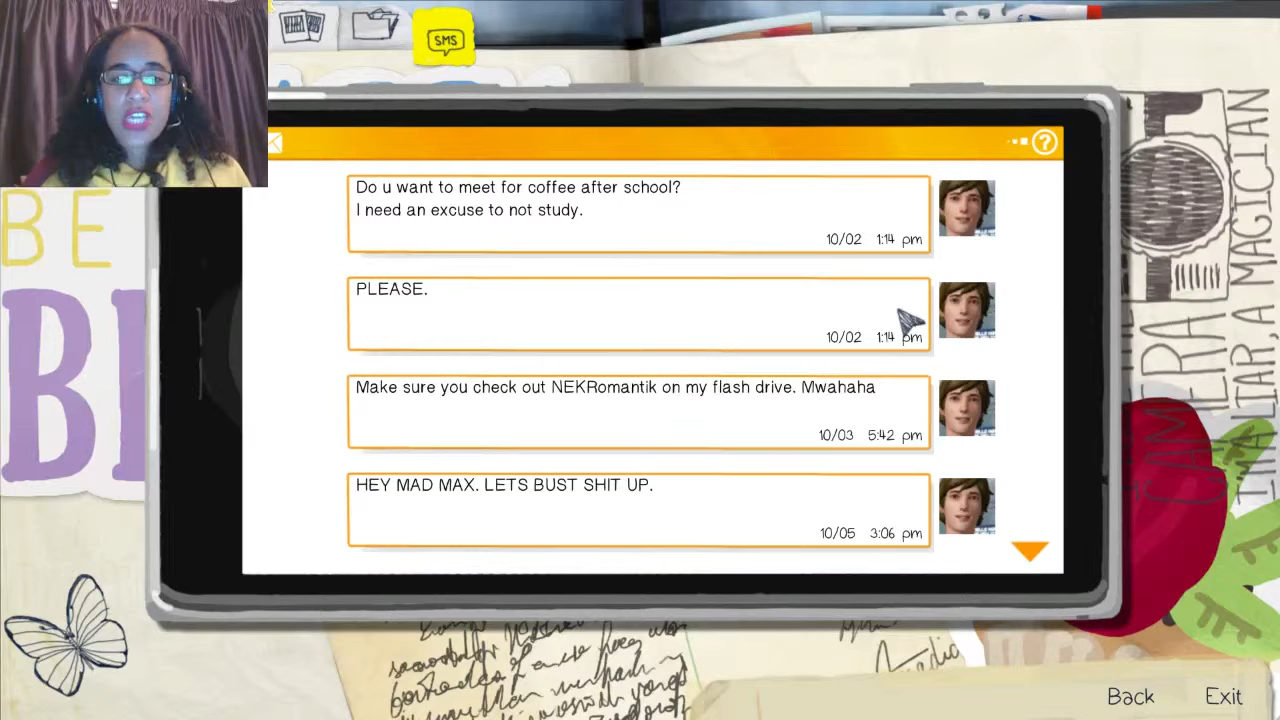 SMS
Do u want to meet for coffee after school?
I need an excuse to not study.
10/02 1:14 pm
PLEASE.
10/02 1:14 pm
Make sure you check out NEKRomantik on my flash drive. Mwahaha
10/03 5:42 pm
HEY MAD MAX. LETS BUST SHIT UP.
10/05 3:06 pm
?
BE
CAMERA
A MAGICIAN
Back
Exit